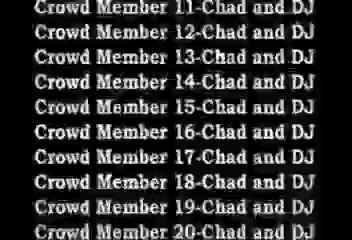 Crowd Member 11-Chad and DJ
Crowd Member 12-Chad and DJ
Crowd Member 13-Chad and DJ
Crowd Member 14-Chad and DJ
Crowd Member 15-Chad and DJ
Crowd Member 16-Chad and DJ
Crowd Member 17-Chad and DJ
Crowd Member 18-Chad and DJ
Crowd Member 19-Chad and DJ
Crowd Member 20-Chad and DJ